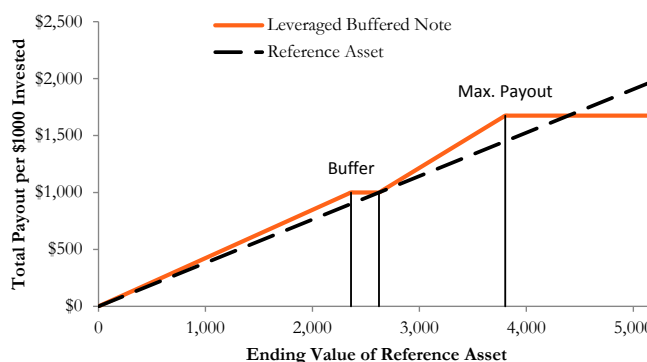 $2,500
Leveraged Buffered Note
Reference Asset
$2,000
Max. Payout
$1,500
Buffer
$1,000
$500
$0
0 1,000 2,000 3,000 4,000 5,000
Total Payout per $1000 Invested
Ending Value of Reference Asset